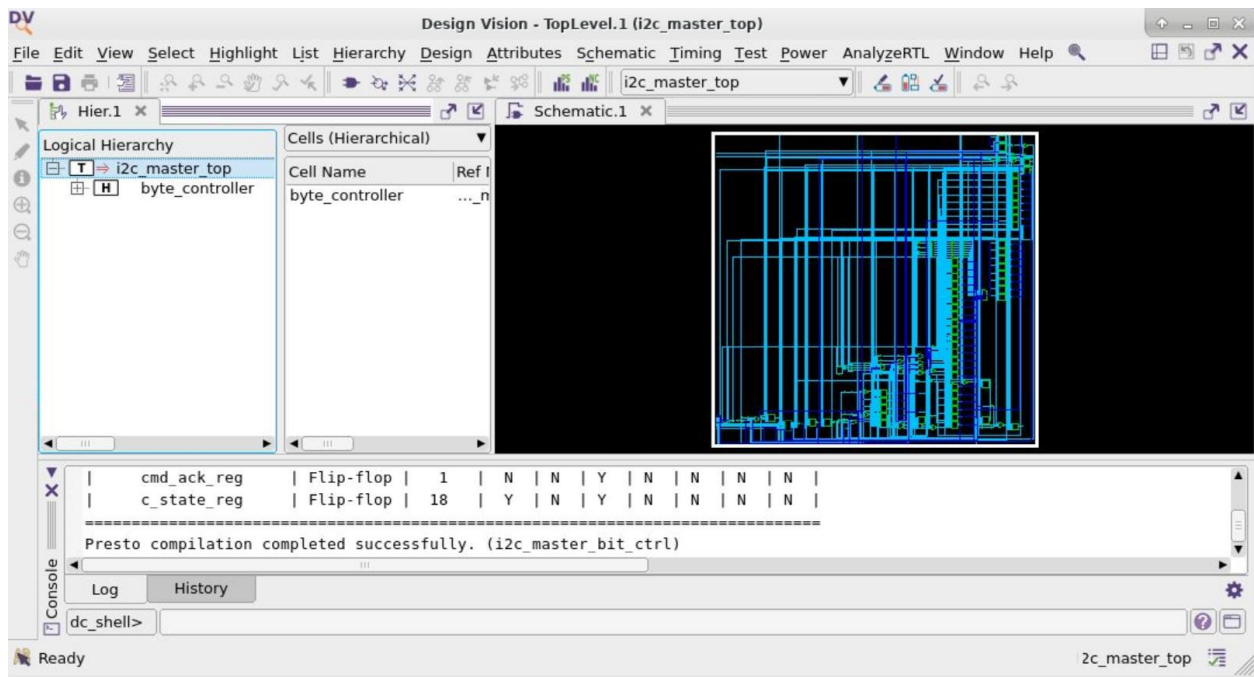 DV
Design Vision - TopLevel.1 (i2c_master_top)
File Edit View Select Highlight List Hierarchy Design Attributes Schematic Timing Test Power AnalyzeRTL Window Help
i2c_master_top
Hier.1
Schematic.1
Logical Hierarchy
T i2c_master_top
H byte_controller
Cells (Hierarchical)
Cell Name Ref
byte_controller ..._m
| cmd_ack_reg | Flip-flop | 1 | N | N | Y | N | N | N | N |
| c_state_reg | Flip-flop | 18 | Y | N | Y | N | N | N | N |
===============================================================================
Presto compilation completed successfully. (i2c_master_bit_ctrl)
Console
Log History
dc_shell>
Ready
2c_master_top